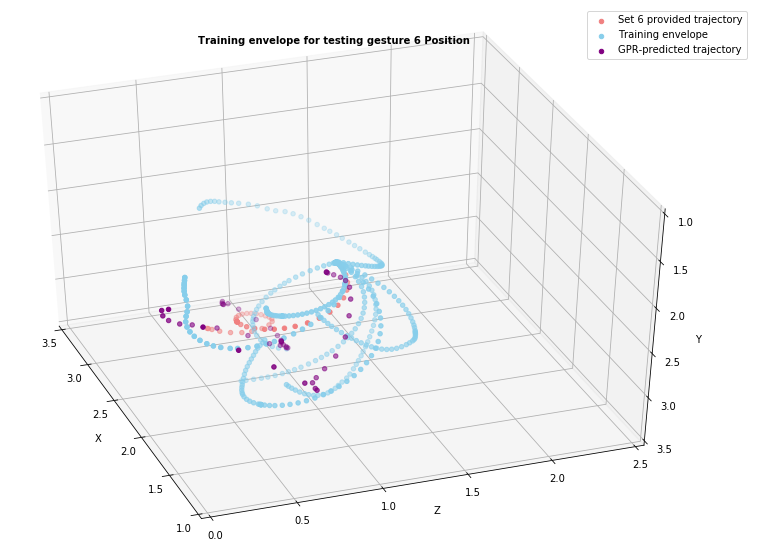 Training envelope for testing gesture 6 Position
Set 6 provided trajectory
Training envelope
GPR-predicted trajectory
1.0
1.5
2.0
2.5
3.0
3.5
Y
3.5
3.0
2.5
2.0
1.5
1.0
X
0.0
0.5
1.0
1.5
2.0
2.5
Z